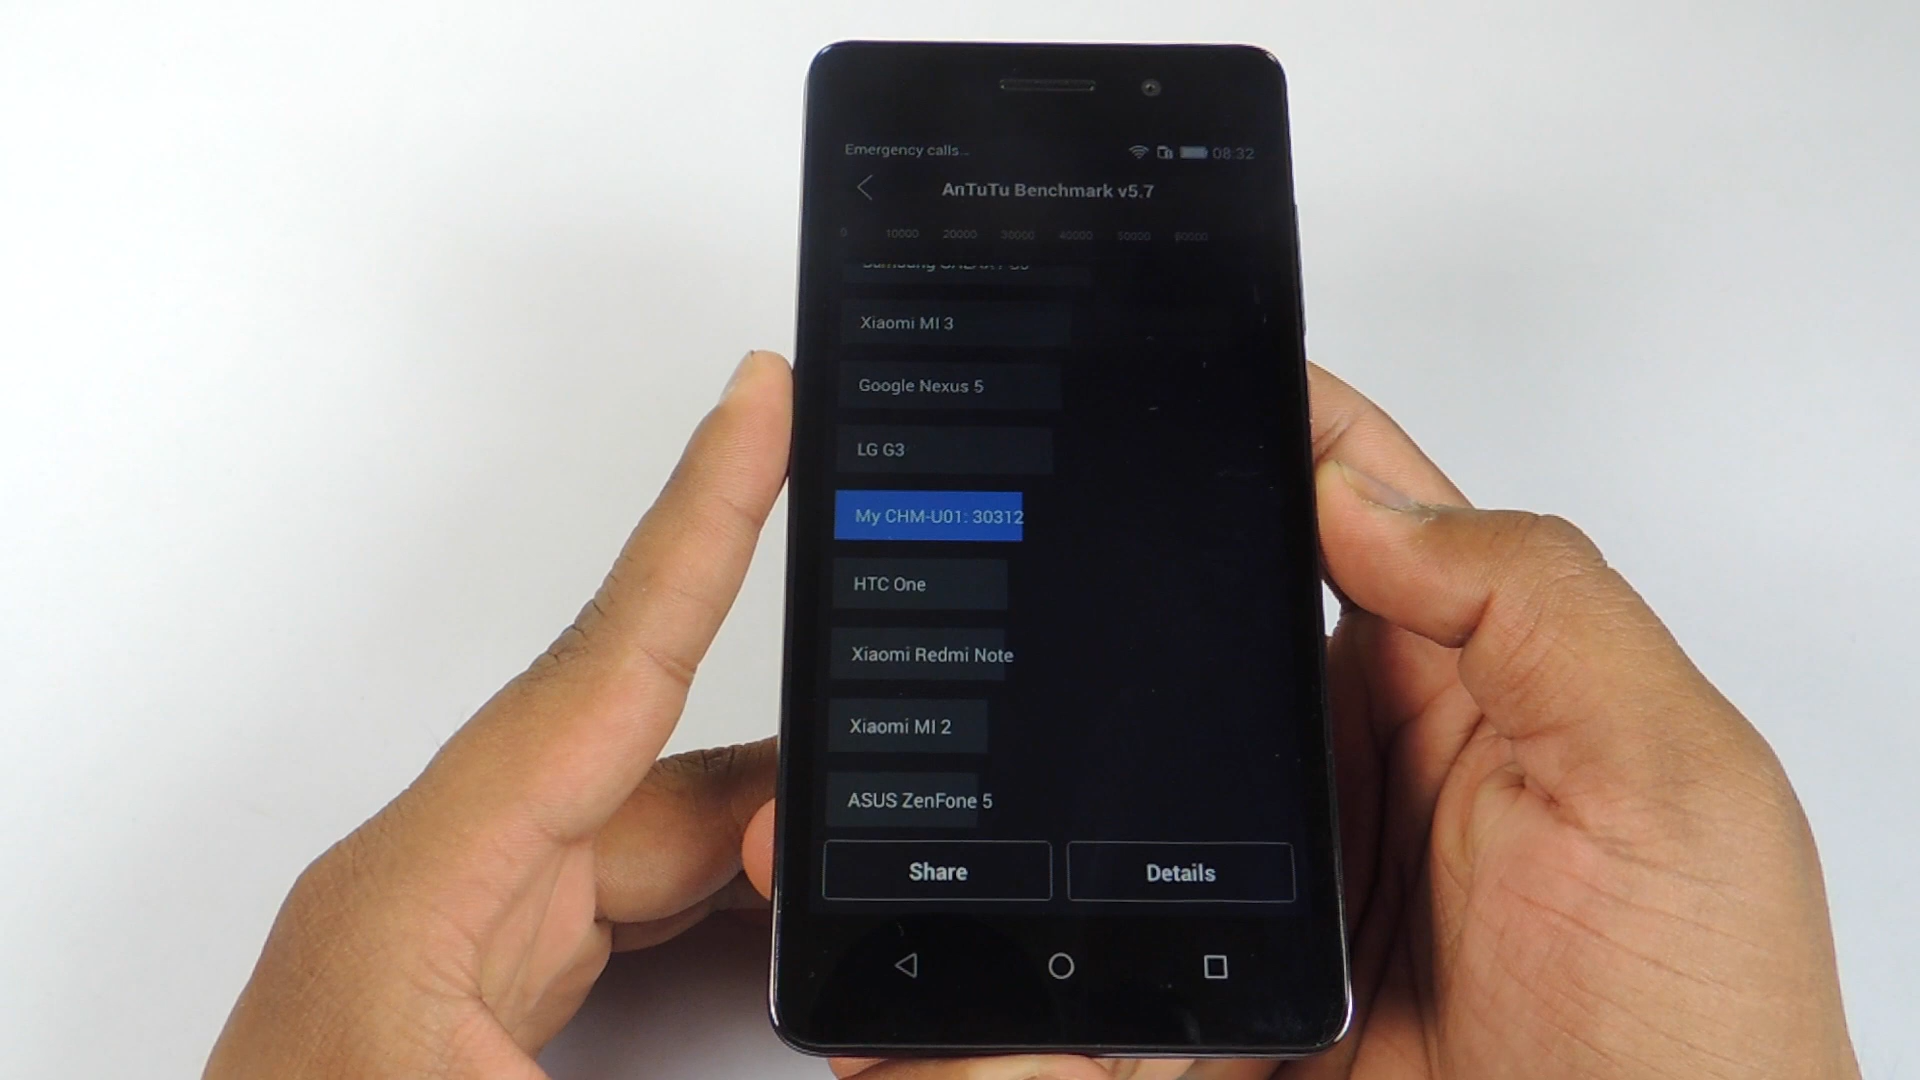 Emergency calls...
08:32
AnTuTu Benchmark v5.7
0 10000 20000 30000 40000 50000 60000
Xiaomi MI 3
Google Nexus 5
LG G3
My CHM-U01: 30312
HTC One
Xiaomi Redmi Note
Xiaomi MI 2
ASUS ZenFone 5
Share
Details